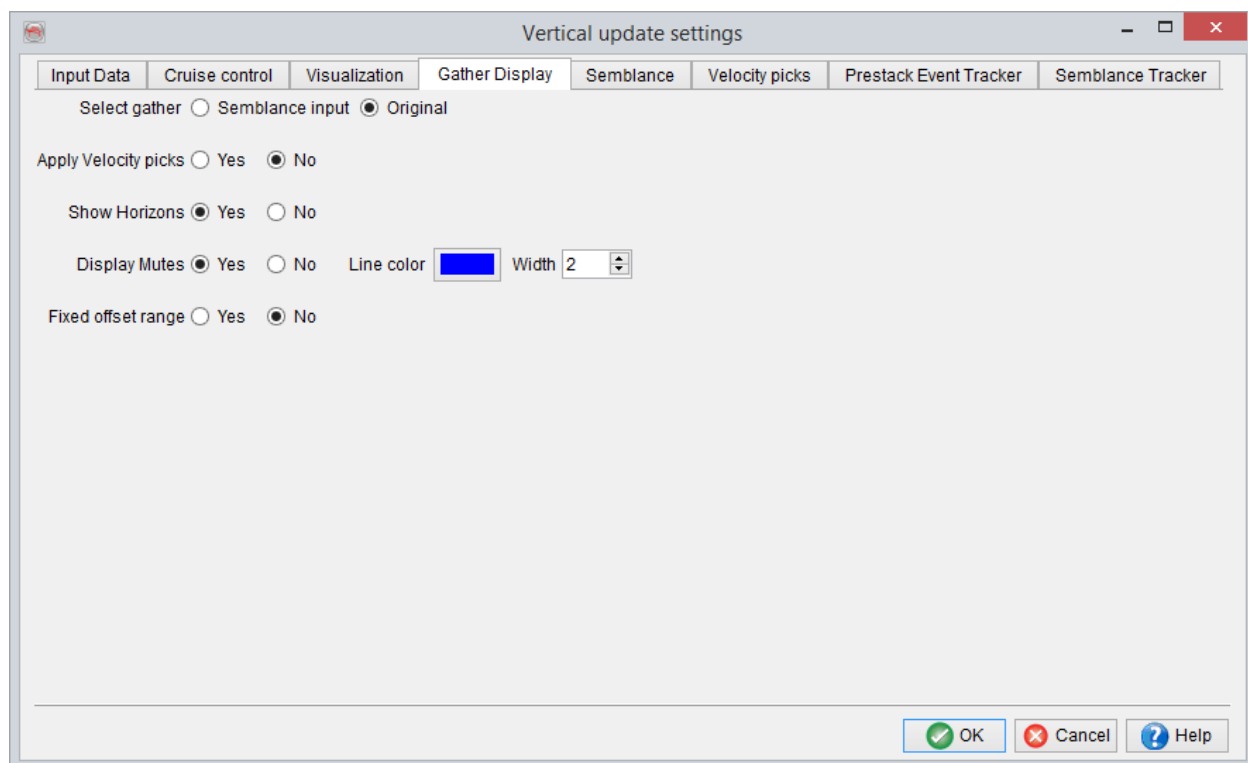 Vertical update settings
Input Data Cruise control Visualization Gather Display Semblance Velocity picks Prestack Event Tracker Semblance Tracker
Select gather Semblance input Original
Apply Velocity picks Yes No
Show Horizons Yes No
Display Mutes Yes No Line color Width 2
Fixed offset range Yes No
OK Cancel Help